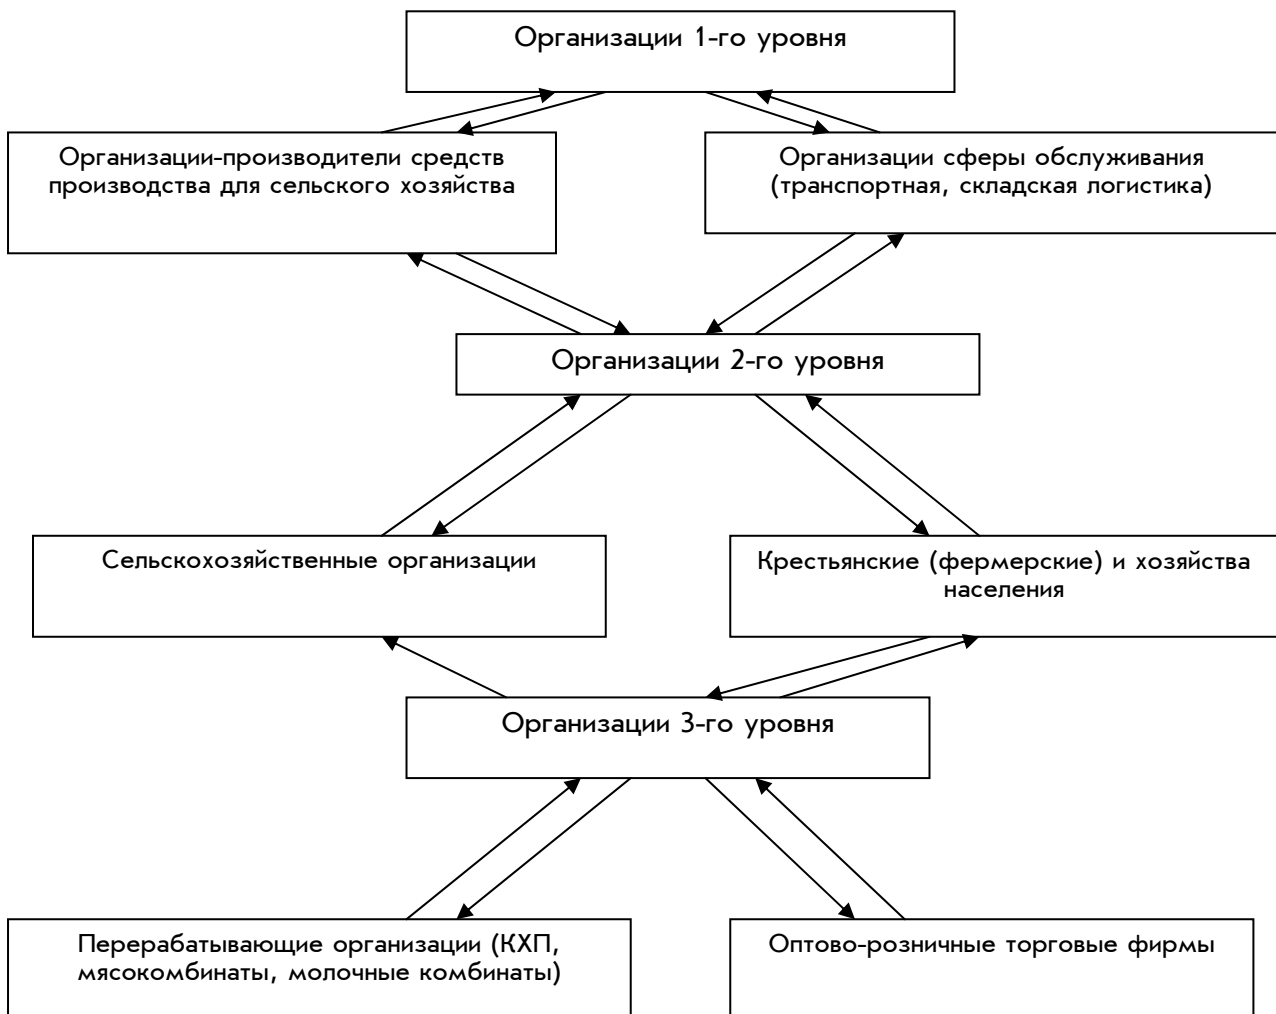 Организации 1-го уровня
Организации-производители средств
производства для сельского хозяйства
Организации сферы обслуживания
(транспортная, складская логистика)
Организации 2-го уровня
Сельскохозяйственные организации
Крестьянские (фермерские) и хозяйства
населения
Организации 3-го уровня
Перерабатывающие организации (КХП,
мясокомбинаты, молочные комбинаты)
Оптово-розничные торговые фирмы